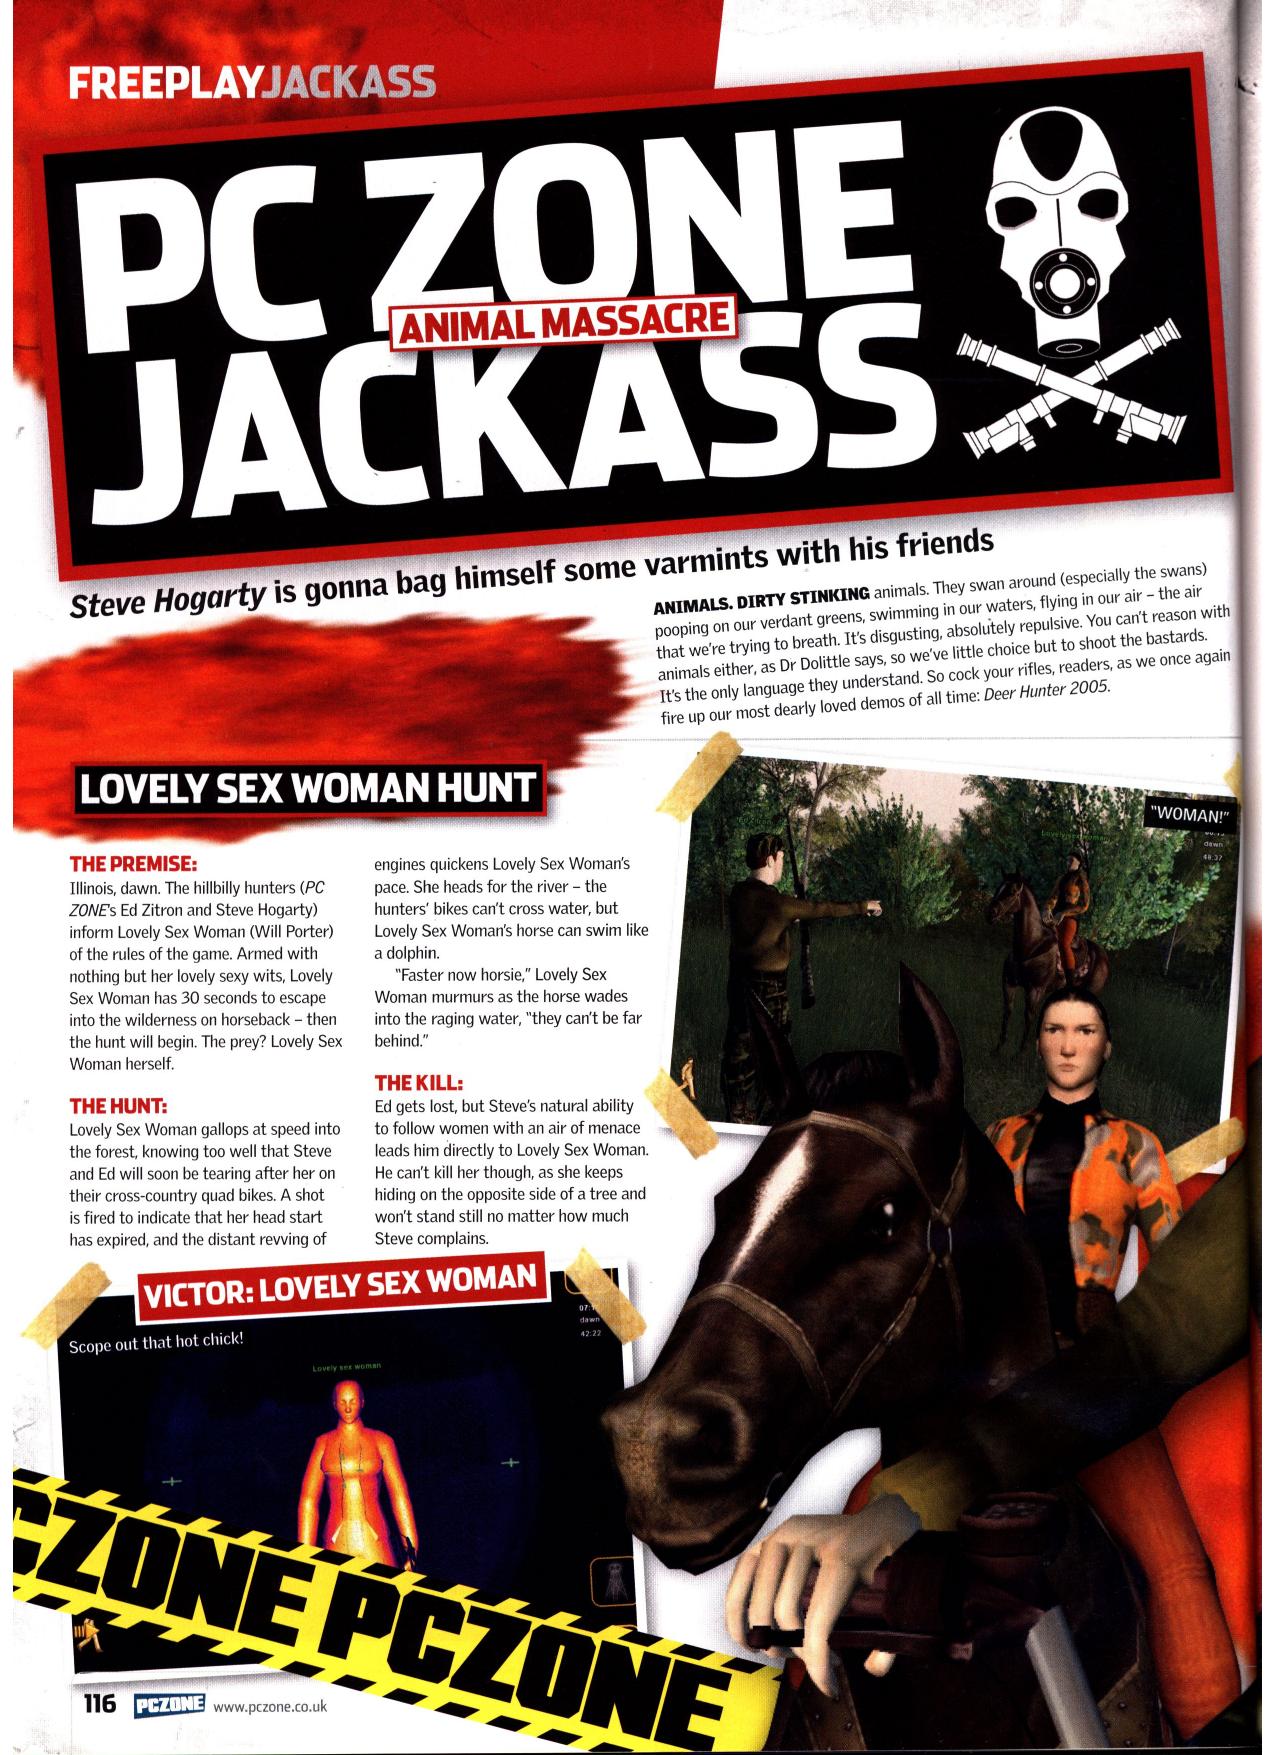 FREEPLAYJACKASS
PC ZONE
ANIMAL MASSACRE
JACKASS
Steve Hogarty is gonna bag himself some varmints with his friends
ANIMALS. DIRTY STINKING animals. They swan around (especially the swans)
pooping on our verdant greens, swimming in our waters, flying in our air – the air
that we're trying to breath. It's disgusting, absolutely repulsive. You can't reason with
animals either, as Dr Dolittle says, so we've little choice but to shoot the bastards.
It's the only language they understand. So cock your rifles, readers, as we once again
fire up our most dearly loved demos of all time: Deer Hunter 2005.
LOVELY SEX WOMAN HUNT
THE PREMISE:
Illinois, dawn. The hillbilly hunters (PC
ZONE's Ed Zitron and Steve Hogarty)
inform Lovely Sex Woman (Will Porter)
of the rules of the game. Armed with
nothing but her lovely sexy wits, Lovely
Sex Woman has 30 seconds to escape
into the wilderness on horseback – then
the hunt will begin. The prey? Lovely Sex
Woman herself.
THE HUNT:
Lovely Sex Woman gallops at speed into
the forest, knowing too well that Steve
and Ed will soon be tearing after her on
their cross-country quad bikes. A shot
is fired to indicate that her head start
has expired, and the distant revving of
engines quickens Lovely Sex Woman's
pace. She heads for the river – the
hunters' bikes can't cross water, but
Lovely Sex Woman's horse can swim like
a dolphin.
"Faster now horsie," Lovely Sex
Woman murmurs as the horse wades
into the raging water, "they can't be far
behind."
THE KILL:
Ed gets lost, but Steve's natural ability
to follow women with an air of menace
leads him directly to Lovely Sex Woman.
He can't kill her though, as she keeps
hiding on the opposite side of a tree and
won't stand still no matter how much
Steve complains.
"WOMAN!"
Lovely sex woman
dawn
48:37
VICTOR: LOVELY SEX WOMAN
Scope out that hot chick!
dawn
42:22
Lovely sex woman
CZONE PCZONE
116 PCZONE www.pczone.co.uk